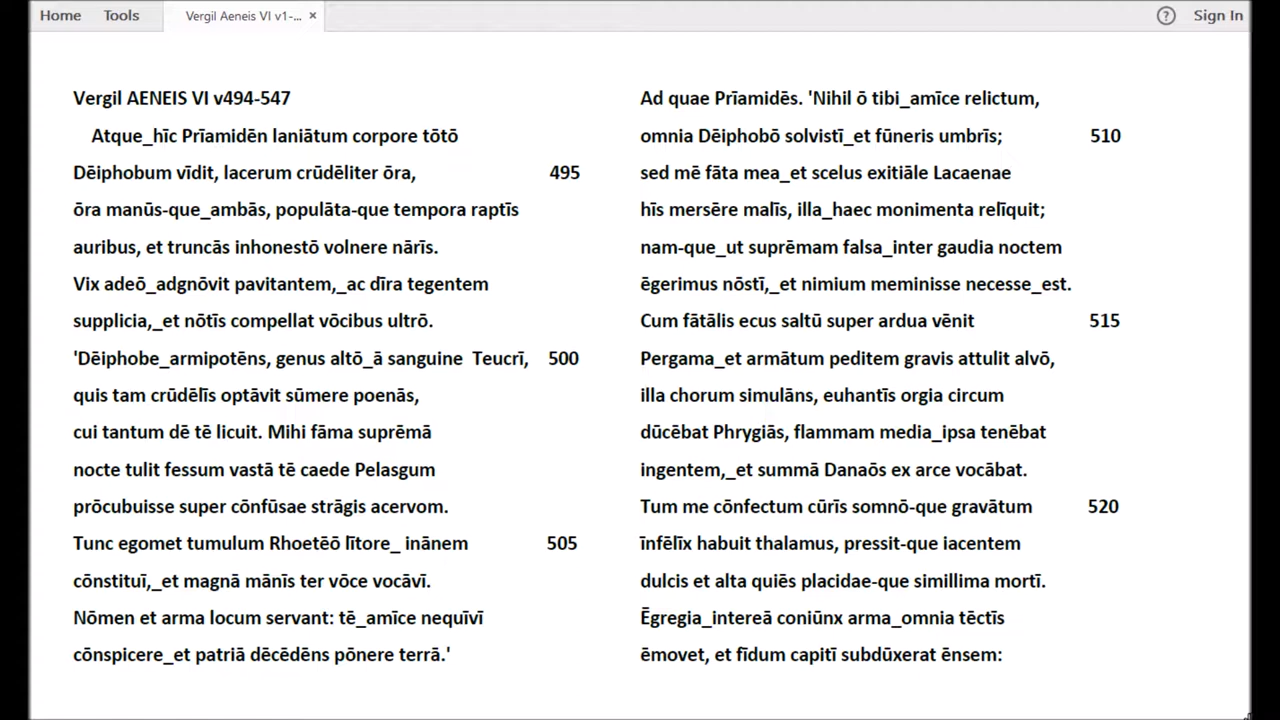 Home Tools Vergil Aeneis VI v1-... × ? Sign In
Vergil AENEIS VI v494-547
Atque_hīc Prīamidēn laniātum corpore tōtō
Dēiphobum vīdit, lacerum crūdēliter ōra, 495
ōra manūs-que_ambās, populāta-que tempora raptīs
auribus, et truncās inhonestō volnere nārīs.
Vix adeō_adgnōvit pavitantem,_ac dīra tegentem
supplicia,_et nōtīs compellat vōcibus ultrō.
'Dēiphobe_armipotēns, genus altō_ā sanguine Teucrī, 500
quis tam crūdēlīs optāvit sūmere poenās,
cui tantum dē tē licuit. Mihi fāma suprēmā
nocte tulit fessum vastā tē caede Pelasgum
prōcubuisse super cōnfūsae strāgis acervom.
Tunc egomet tumulum Rhoetēō lītore_ inānem 505
cōnstituī,_et magnā mānīs ter vōce vocāvī.
Nōmen et arma locum servant: tē_amīce nequīvī
cōnspicere_et patriā dēcēdēns pōnere terrā.'
Ad quae Prīamidēs. 'Nihil ō tibi_amīce relictum,
omnia Dēiphobō solvistī_et fūneris umbrīs; 510
sed mē fāta mea_et scelus exitiāle Lacaenae
hīs mersēre malīs, illa_haec monimenta relīquit;
nam-que_ut suprēmam falsa_inter gaudia noctem
ēgerimus nōstī,_et nimium meminisse necesse_est.
Cum fātālis ecus saltū super ardua vēnit 515
Pergama_et armātum peditem gravis attulit alvō,
illa chorum simulāns, euhantīs orgia circum
dūcēbat Phrygiās, flammam media_ipsa tenēbat
ingentem,_et summā Danaōs ex arce vocābat.
Tum me cōnfectum cūrīs somnō-que gravātum 520
īnfēlīx habuit thalamus, pressit-que iacentem
dulcis et alta quiēs placidae-que simillima mortī.
Ēgregia_intereā coniūnx arma_omnia tēctīs
ēmovet, et fīdum capitī subdūxerat ēnsem: